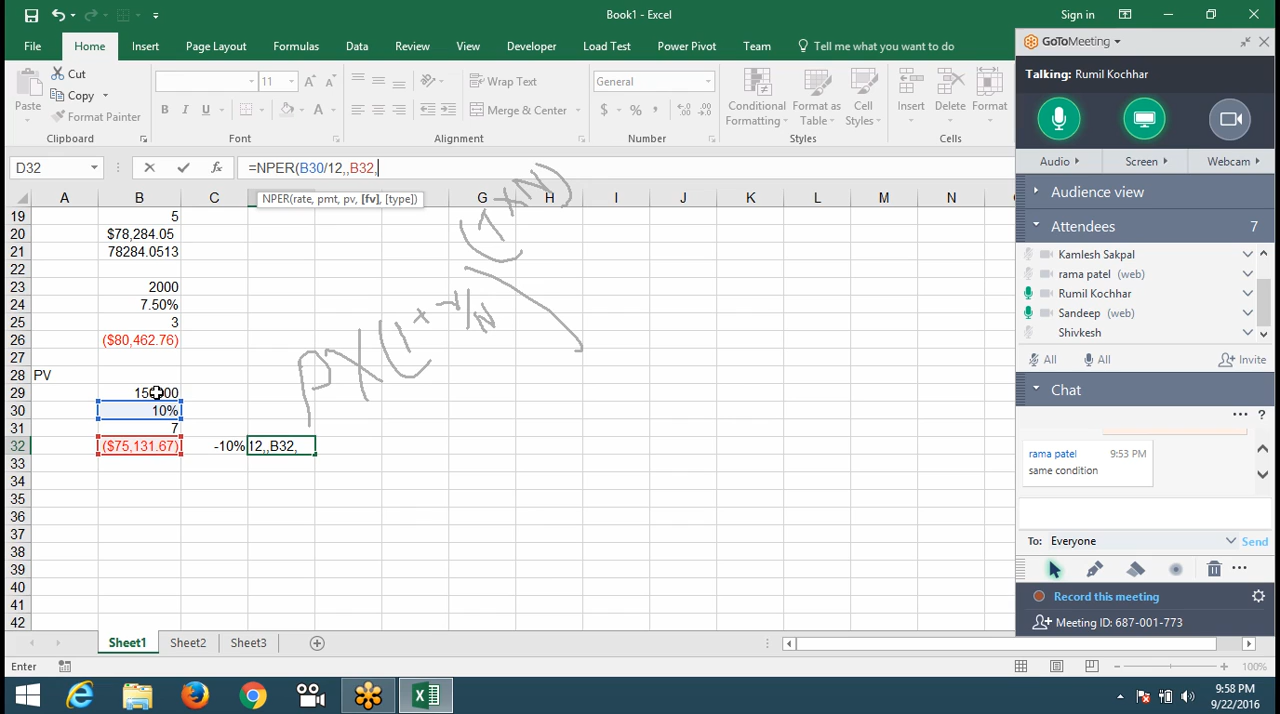 Book1 - Excel
Sign in
File Home Insert Page Layout Formulas Data Review View Developer Load Test Power Pivot Team Tell me what you want to do
Paste
Cut
Copy
Format Painter
Clipboard
11
B I U
Font
Wrap Text
Merge & Center
Alignment
General
$ % ,
Number
Conditional Formatting
Format as Table
Cell Styles
Styles
Insert Delete Format
Cells
D32
fx
=NPER(B30/12,,B32,
NPER(rate, pmt, pv, [fv], [type])
A B C G H I J K L M N
19 5
20 $78,284.05
21 78284.0513
22
23 2000
24 7.50%
25 3
26 ($80,462.76)
27
28 PV
29
30 10%
31 7
32 ($75,131.67) -10% 12,,B32,
33
34
35
36
37
38
39
40
41
42
Sheet1 Sheet2 Sheet3
Enter
100%
GoToMeeting
Talking: Rumil Kochhar
Audio Screen Webcam
Audience view
Attendees 7
Kamlesh Sakpal
rama patel (web)
Rumil Kochhar
Sandeep (web)
Shivkesh
All All Invite
Chat
rama patel 9:53 PM
same condition
To: Everyone Send
Record this meeting
Meeting ID: 687-001-773
9:58 PM
9/22/2016